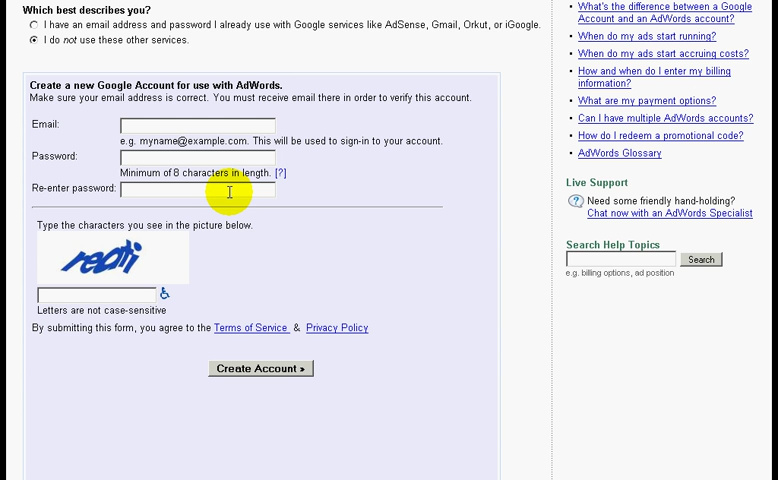 Which best describes you?
I have an email address and password I already use with Google services like AdSense, Gmail, Orkut, or iGoogle.
I do not use these other services.
Create a new Google Account for use with AdWords.
Make sure your email address is correct. You must receive email there in order to verify this account.
Email:
e.g. myname@example.com. This will be used to sign-in to your account.
Password:
Minimum of 8 characters in length. [?]
Re-enter password:
Type the characters you see in the picture below.
Letters are not case-sensitive
By submitting this form, you agree to the Terms of Service & Privacy Policy
Create Account »
What's the difference between a Google
Account and an AdWords account?
When do my ads start running?
When do my ads start accruing costs?
How and when do I enter my billing
information?
What are my payment options?
Can I have multiple AdWords accounts?
How do I redeem a promotional code?
AdWords Glossary
Live Support
Need some friendly hand-holding?
Chat now with an AdWords Specialist
Search Help Topics
Search
e.g. billing options, ad position